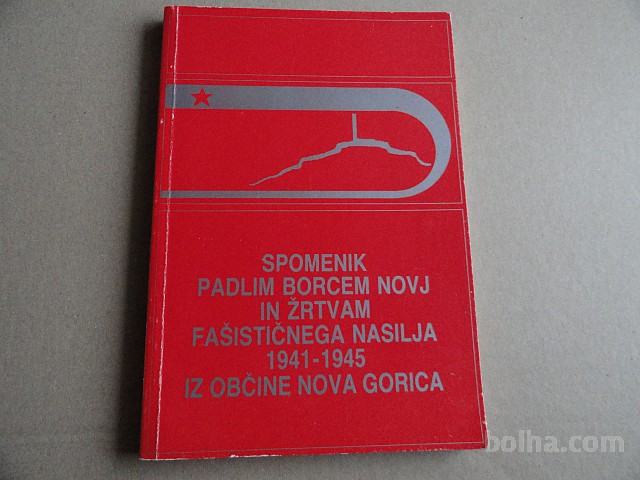 SPOMENIK
PADLIM BORCEM NOVJ
IN ŽRTVAM
FAŠISTIČNEGA NASILJA
1941-1945
IZ OBČINE NOVA GORICA
bolha.com